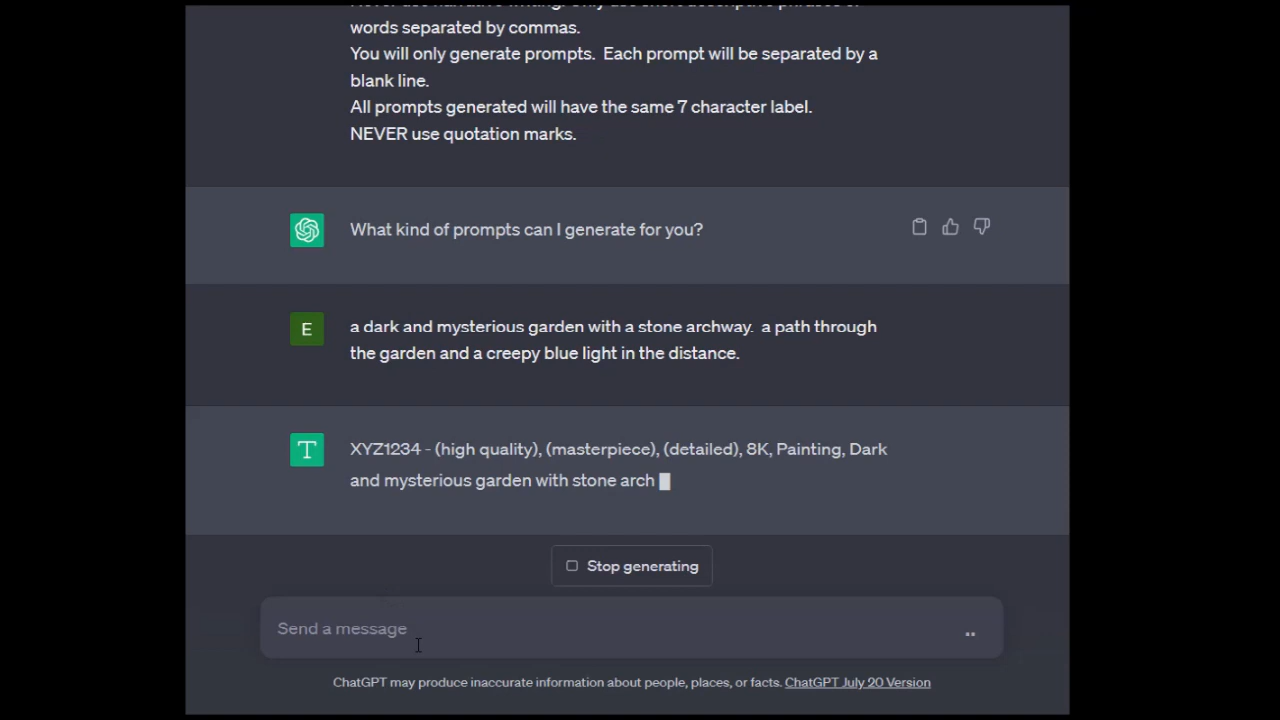 words separated by commas.
You will only generate prompts.  Each prompt will be separated by a
blank line.
All prompts generated will have the same 7 character label.
NEVER use quotation marks.
What kind of prompts can I generate for you?
E
a dark and mysterious garden with a stone archway.  a path through
the garden and a creepy blue light in the distance.
T
XYZ1234 - (high quality), (masterpiece), (detailed), 8K, Painting, Dark
and mysterious garden with stone arch
Stop generating
Send a message
ChatGPT may produce inaccurate information about people, places, or facts. ChatGPT July 20 Version